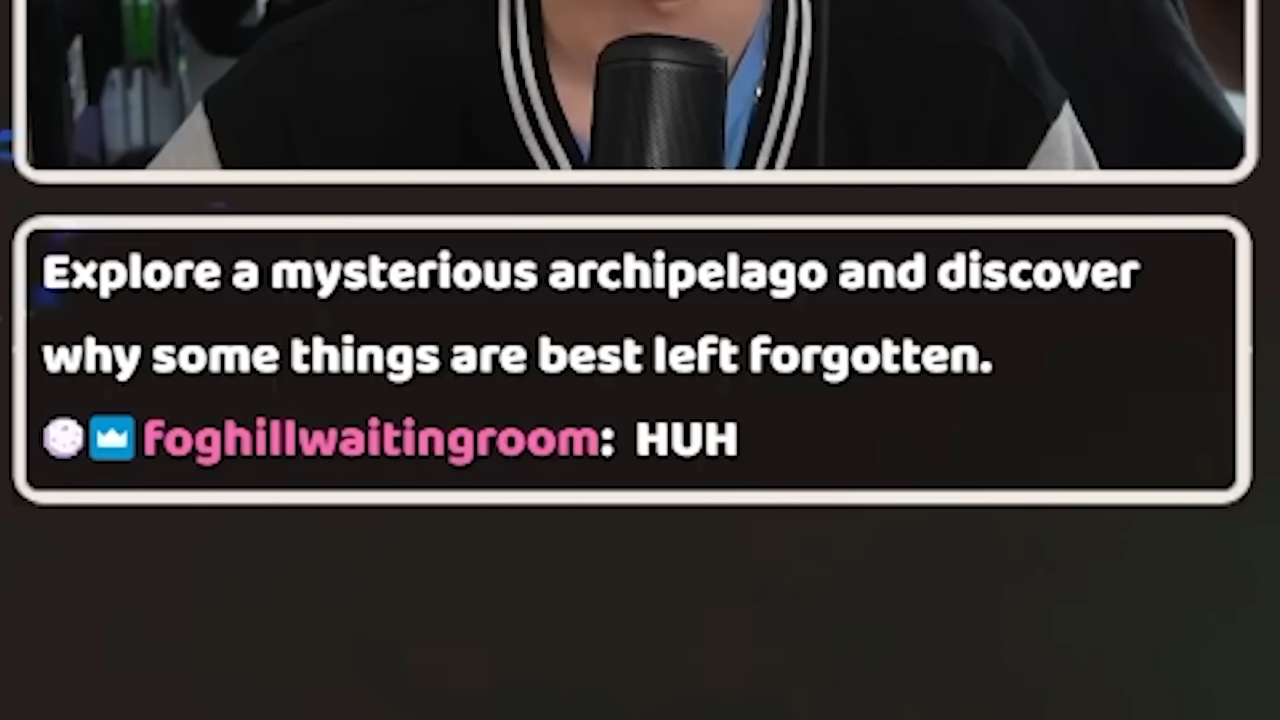 Explore a mysterious archipelago and discover
why some things are best left forgotten.
foghillwaitingroom: HUH